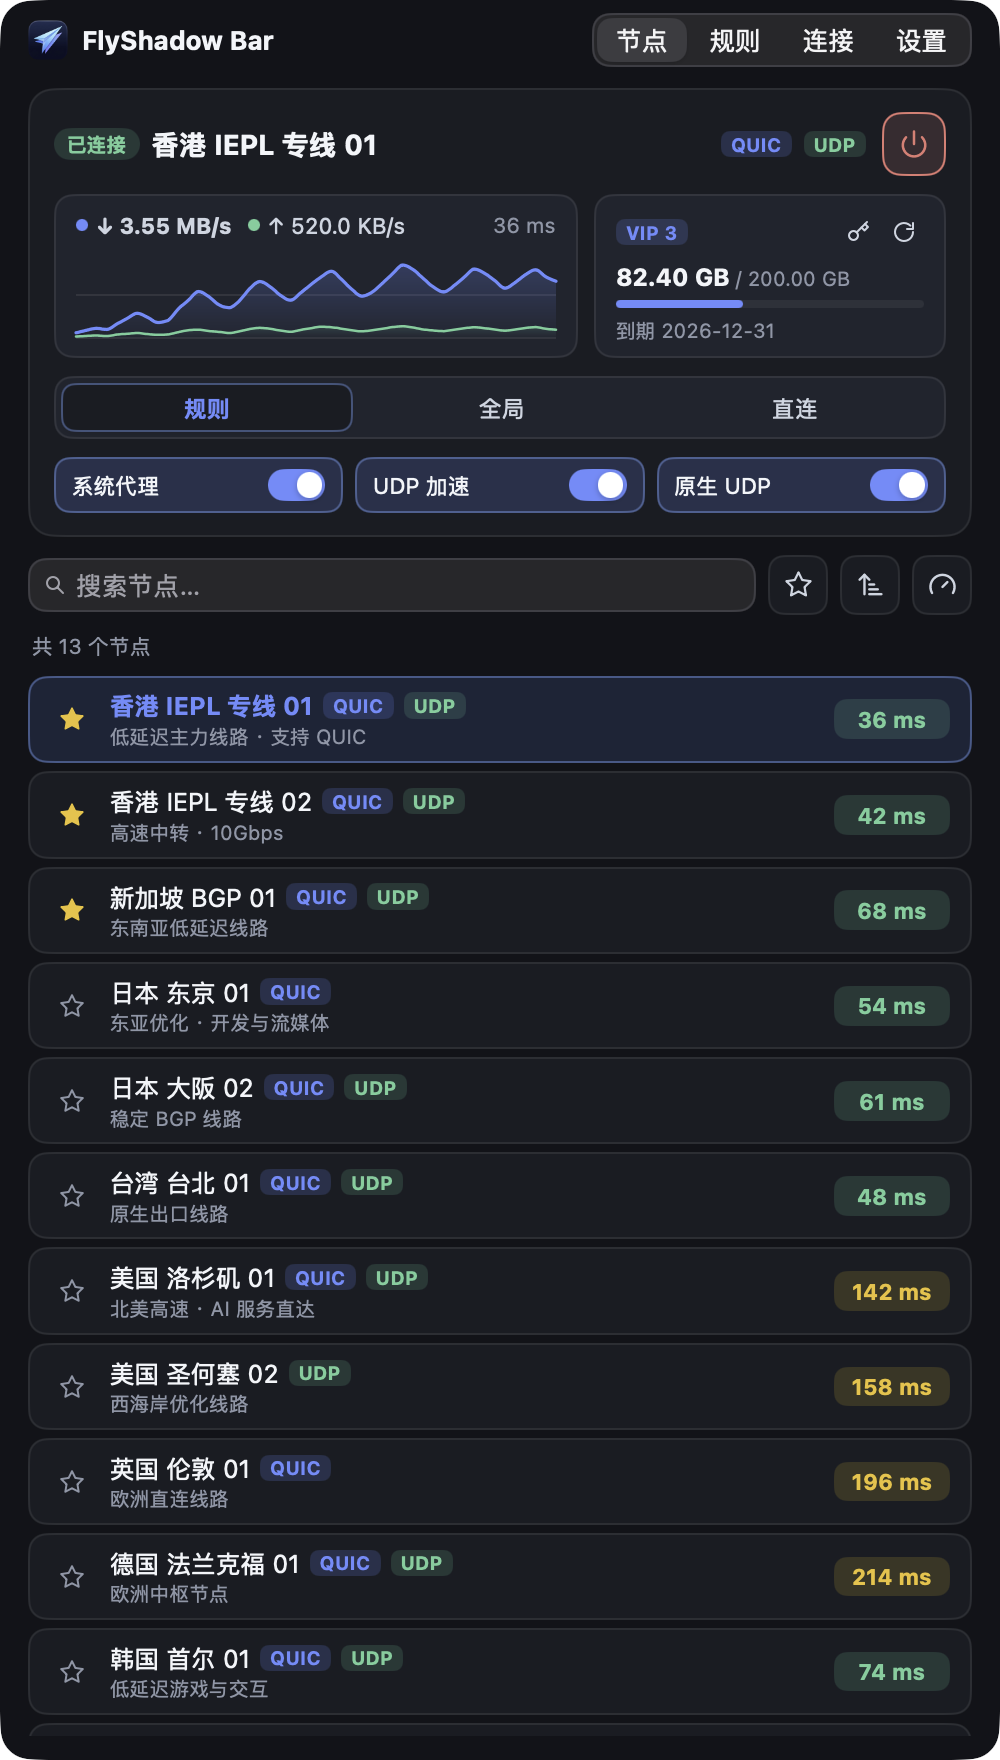 FlyShadow Bar 节点 规则 连接 设置
已连接 香港 IEPL 专线 01 QUIC UDP
↓ 3.55 MB/s ↑ 520.0 KB/s 36 ms
VIP 3
82.40 GB / 200.00 GB
到期 2026-12-31
规则 全局 直连
系统代理 UDP 加速 原生 UDP
搜索节点...
共 13 个节点
香港 IEPL 专线 01 QUIC UDP
低延迟主力线路 · 支持 QUIC
36 ms
香港 IEPL 专线 02 QUIC UDP
高速中转 · 10Gbps
42 ms
新加坡 BGP 01 QUIC UDP
东南亚低延迟线路
68 ms
日本 东京 01 QUIC
东亚优化 · 开发与流媒体
54 ms
日本 大阪 02 QUIC UDP
稳定 BGP 线路
61 ms
台湾 台北 01 QUIC UDP
原生出口线路
48 ms
美国 洛杉矶 01 QUIC UDP
北美高速 · AI 服务直达
142 ms
美国 圣何塞 02 UDP
西海岸优化线路
158 ms
英国 伦敦 01 QUIC
欧洲直连线路
196 ms
德国 法兰克福 01 QUIC UDP
欧洲中枢节点
214 ms
韩国 首尔 01 QUIC UDP
低延迟游戏与交互
74 ms